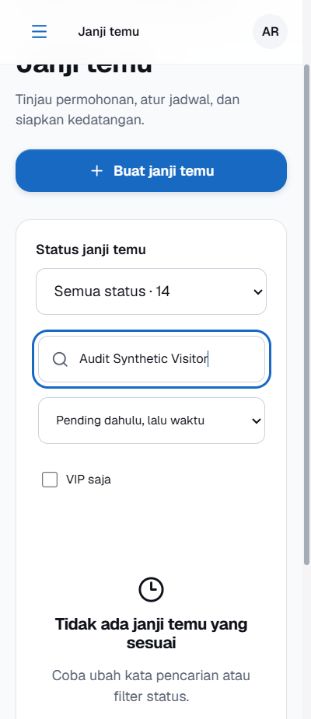 Janji temu
AR
Janji temu
Tinjau permohonan, atur jadwal, dan
siapkan kedatangan.
+ Buat janji temu
Status janji temu
Semua status · 14
Audit Synthetic Visitor
Pending dahulu, lalu waktu
VIP saja
Tidak ada janji temu yang
sesuai
Coba ubah kata pencarian atau
filter status.